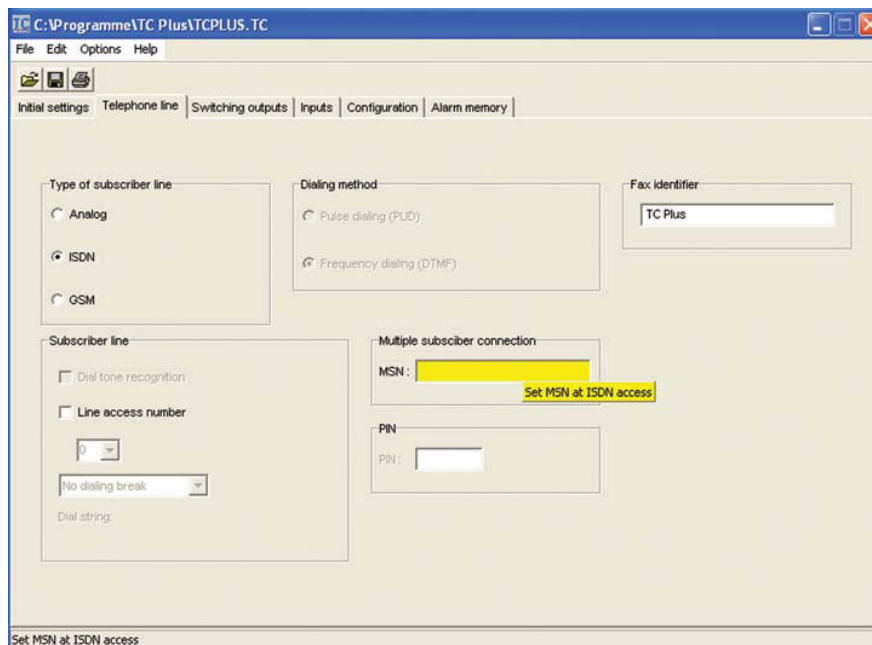 TC C:\Programme\TC Plus\TCPLUS.TC
File Edit Options Help
Initial settings Telephone line Switching outputs Inputs Configuration Alarm memory
Type of subscriber line
Analog
ISDN
GSM
Dialing method
Pulse dialing (PUD)
Frequency dialing (DTMF)
Fax identifier
TC Plus
Subscriber line
Dial tone recognition
Line access number
0
No dialing break
Dial string:
Multiple subsciber connection
MSN :
Set MSN at ISDN access
PIN
PIN :
Set MSN at ISDN access